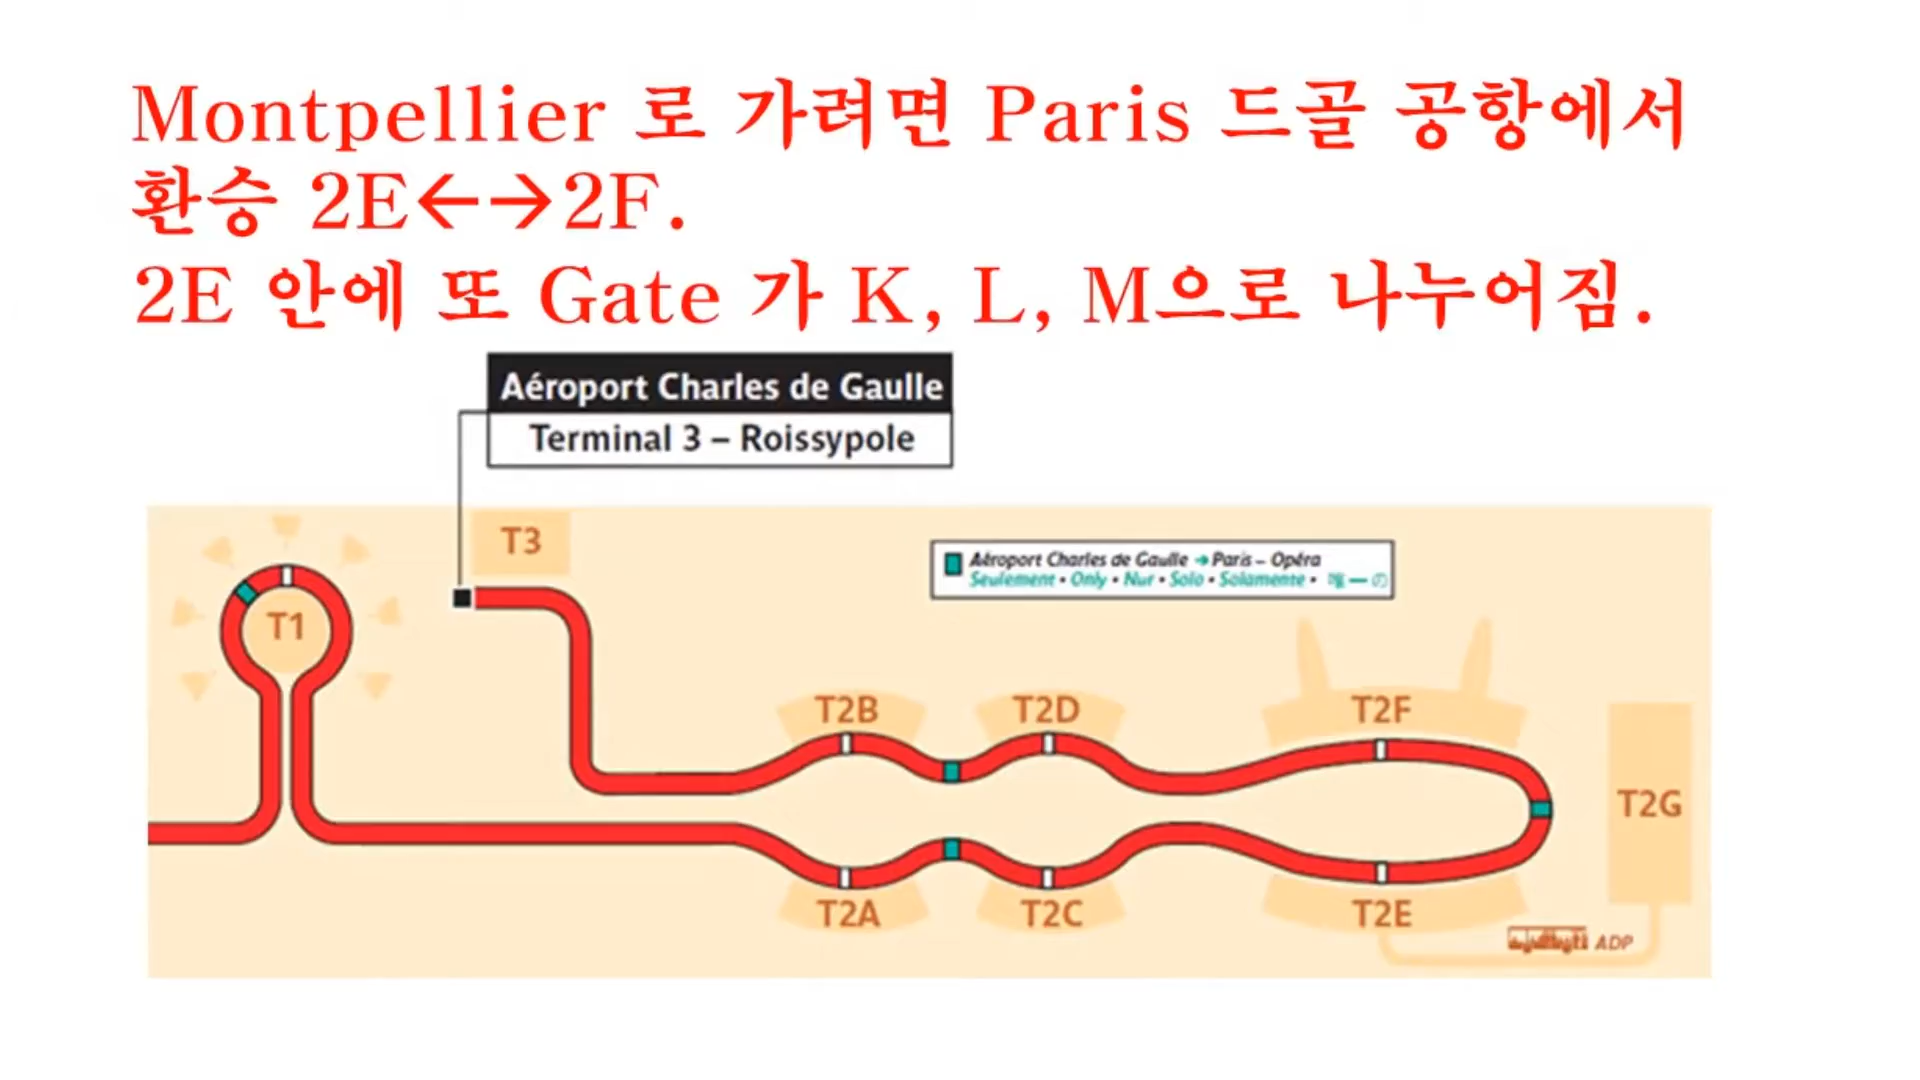 Montpellier 로 가려면 Paris 드골 공항에서
환승 2E←→2F.
2E 안에 또 Gate 가 K, L, M으로 나누어짐.
Aéroport Charles de Gaulle
Terminal 3 – Roissypole
T3
Aéroport Charles de Gaulle → Paris – Opéra
Seulement • Only • Nur • Solo • Solamente •
T1
T2B
T2D
T2F
T2G
T2A
T2C
T2E
ADP